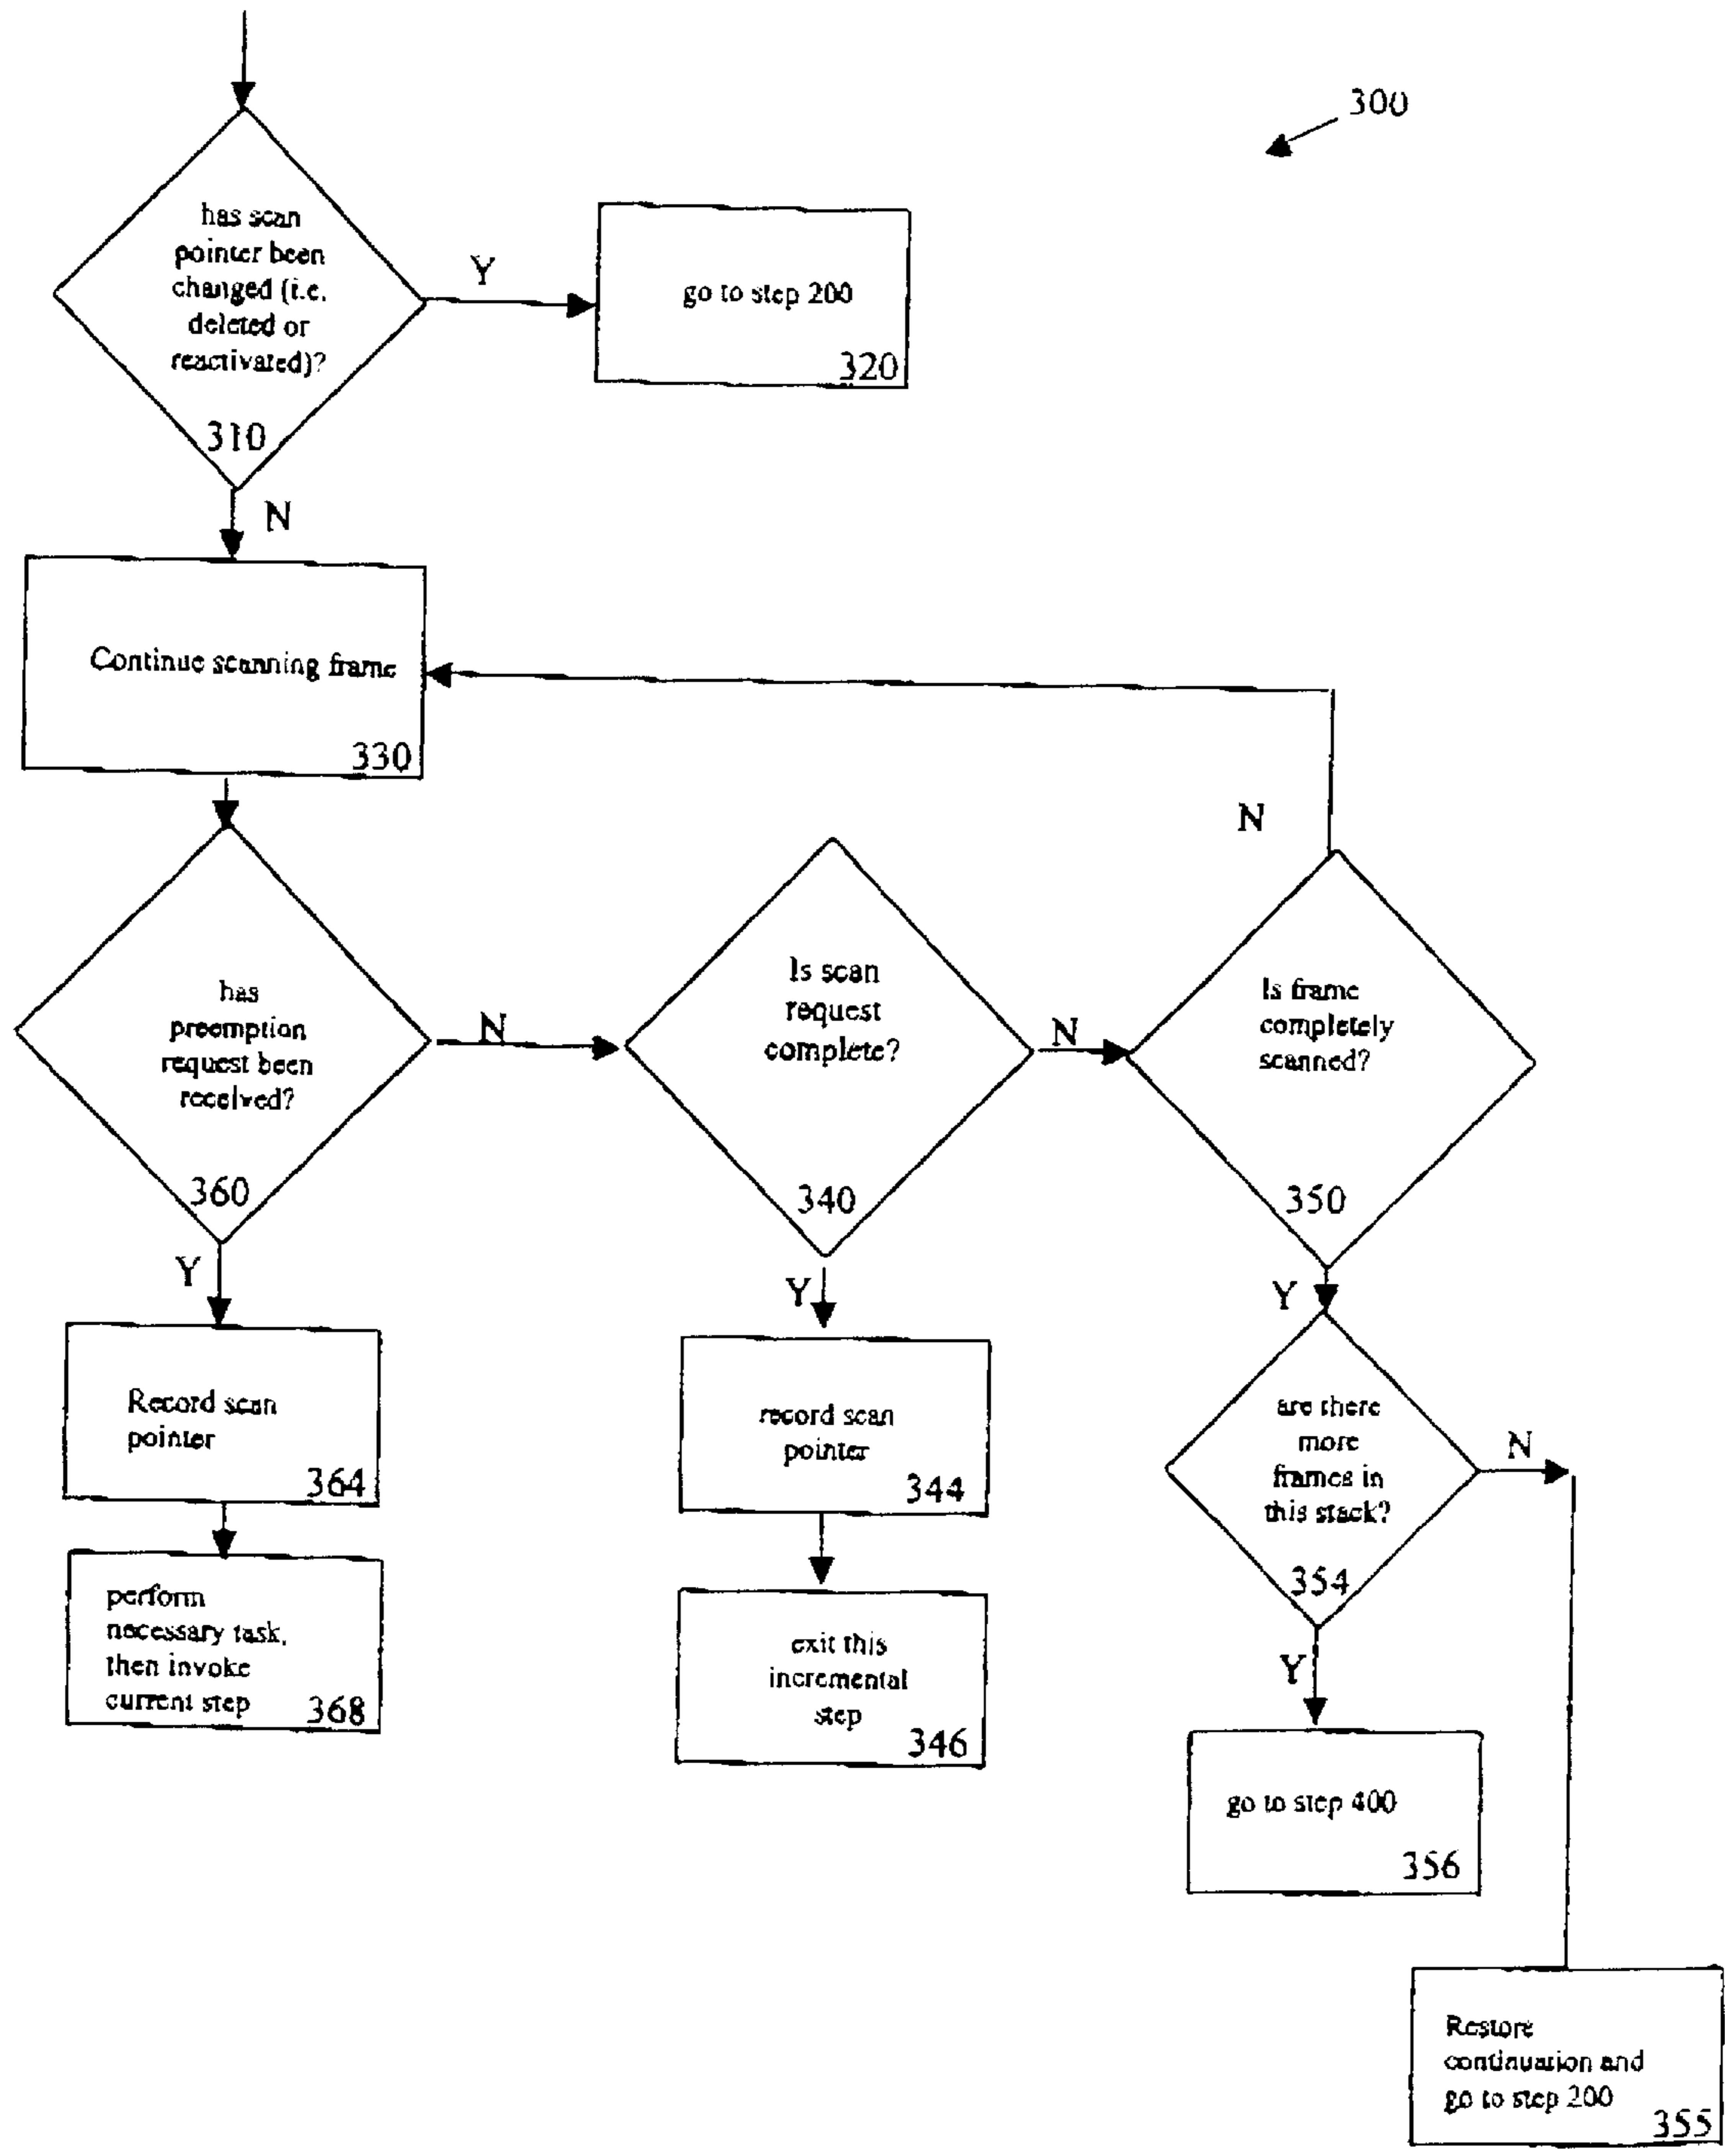 300
has scan
pointer been
changed (i.e.
deleted or
reactivated)?
310
Y
go to step 200
320
N
Continue scanning frame
330
has
preemption
request been
received?
360
N
Is scan
request
complete?
340
N
Is frame
completely
scanned?
350
N
Y
Record scan
pointer
364
perform
necessary task,
then invoke
current step
368
Y
record scan
pointer
344
exit this
incremental
step
346
Y
are there
more
frames in
this stack?
354
N
Y
go to step 400
356
Restore
continuation and
go to step 200
355